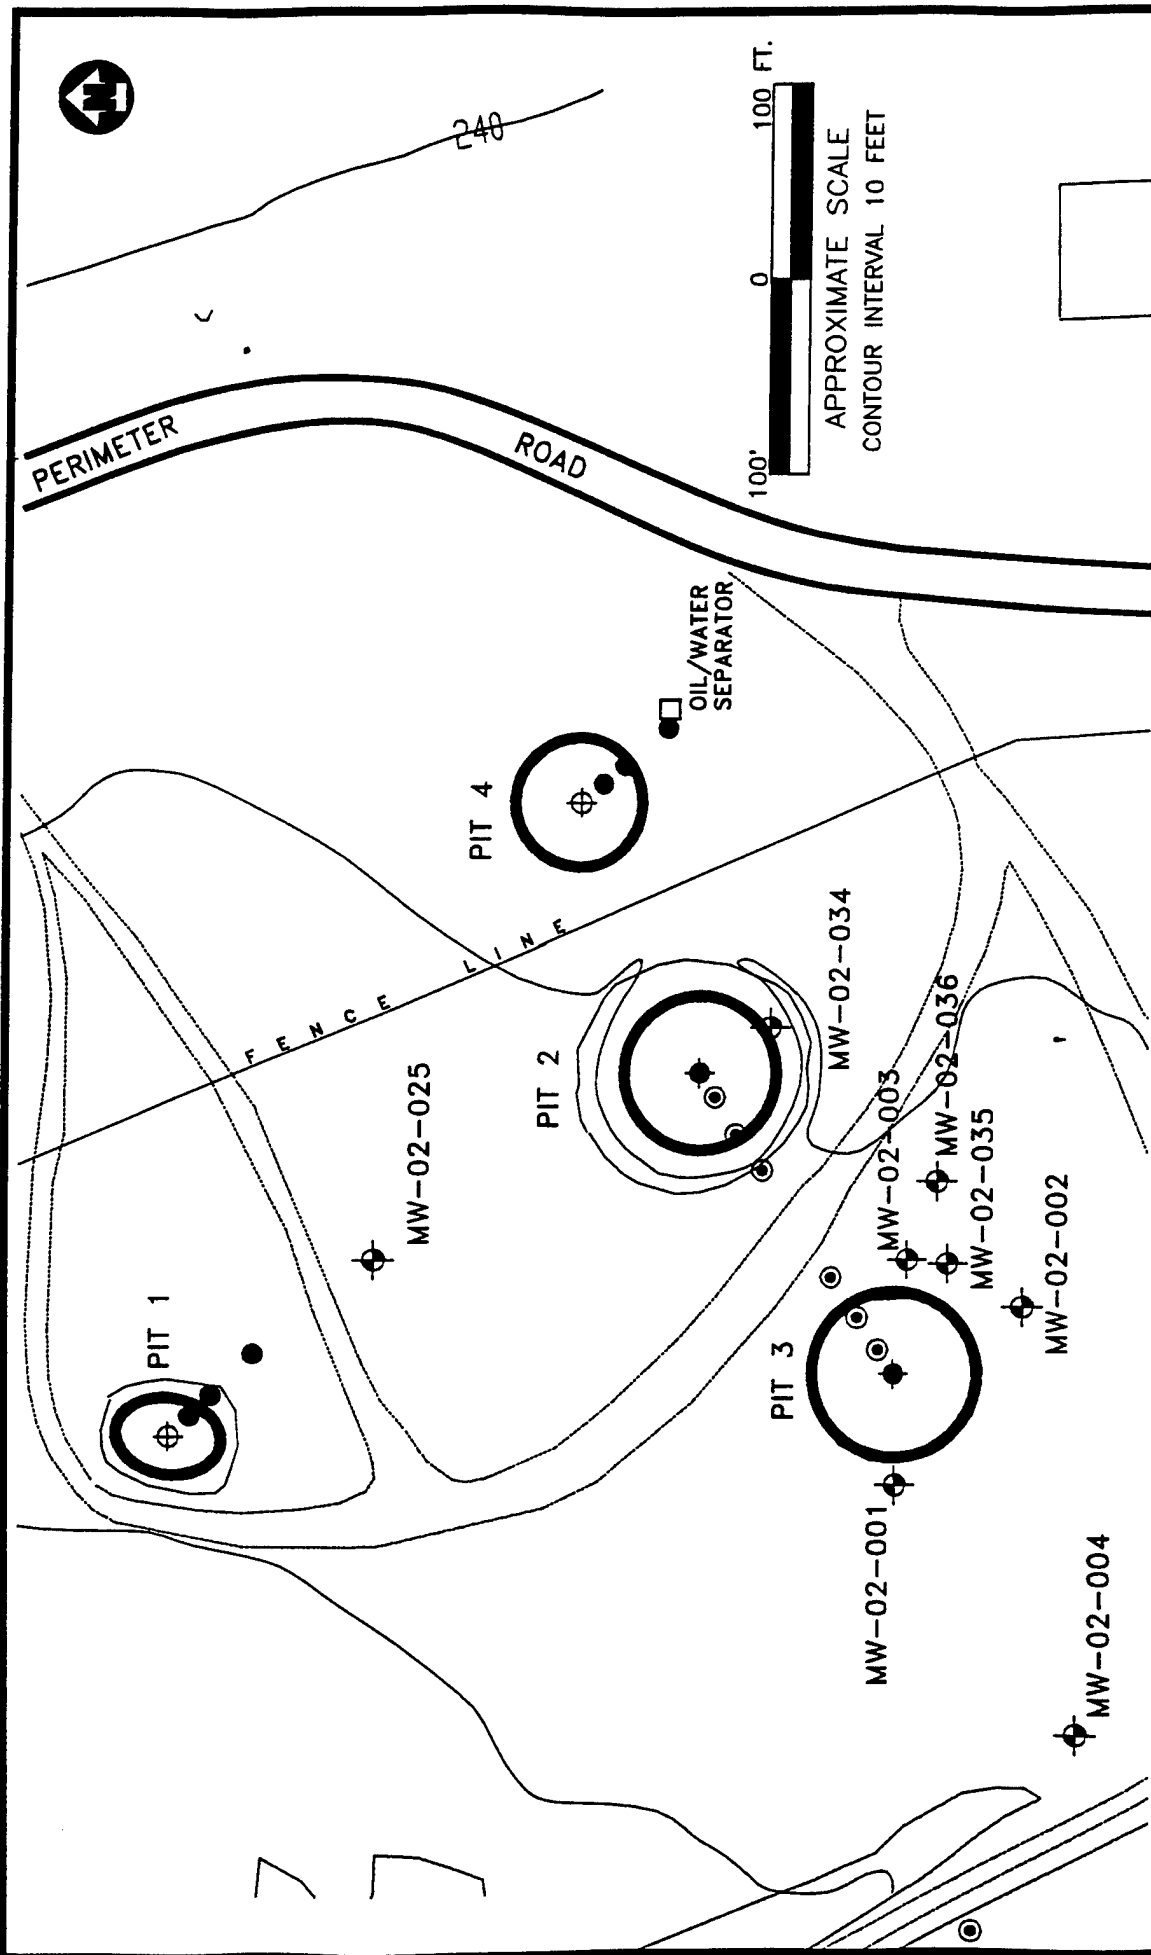 N
240
PERIMETER ROAD
100' 0 100 FT.
APPROXIMATE SCALE
CONTOUR INTERVAL 10 FEET
OIL/WATER
SEPARATOR
PIT 4
FENCE LINE
MW-02-034
PIT 2
MW-02-025
MW-02-036
MW-02-003
MW-02-035
MW-02-002
PIT 1
PIT 3
MW-02-001
MW-02-004